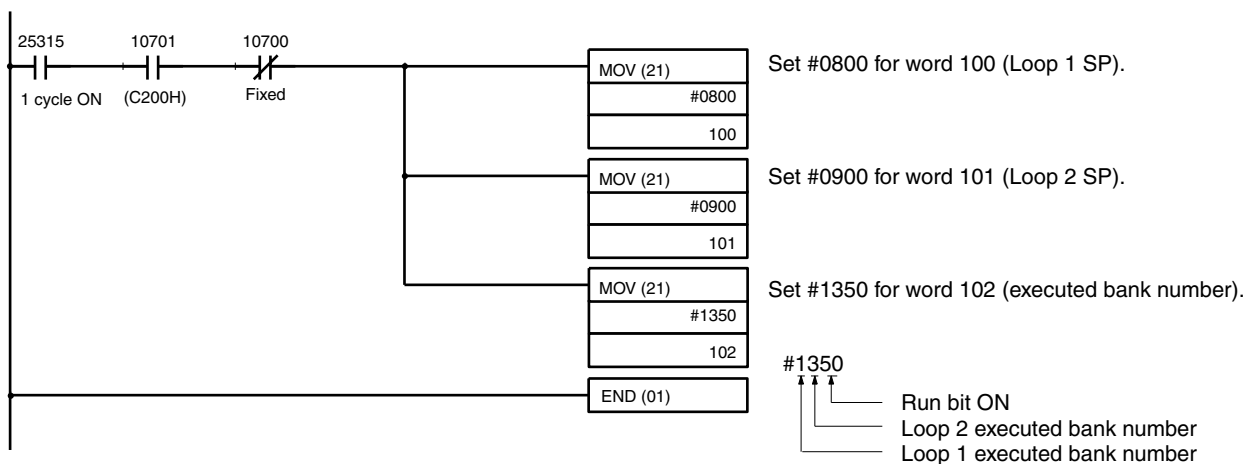 25315 10701 10700
1 cycle ON (C200H) Fixed
MOV (21)
#0800
100
Set #0800 for word 100 (Loop 1 SP).
MOV (21)
#0900
101
Set #0900 for word 101 (Loop 2 SP).
MOV (21)
#1350
102
Set #1350 for word 102 (executed bank number).
END (01)
#1350
Run bit ON
Loop 2 executed bank number
Loop 1 executed bank number